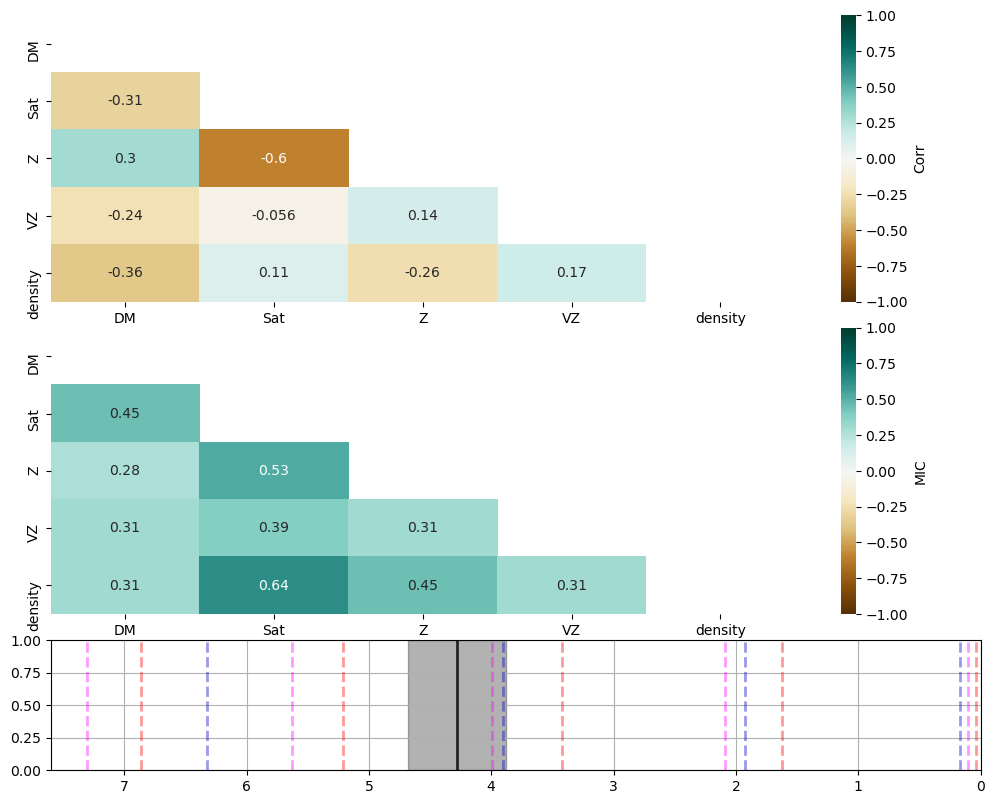 DM
Sat
Z
VZ
density
-0.31
0.3 -0.6
-0.24 -0.056 0.14
-0.36 0.11 -0.26 0.17
DM Sat Z VZ density
1.00
0.75
0.50
0.25
0.00
−0.25
−0.50
−0.75
−1.00
Corr
DM
Sat
Z
VZ
density
0.45
0.28 0.53
0.31 0.39 0.31
0.31 0.64 0.45 0.31
DM Sat Z VZ density
1.00
0.75
0.50
0.25
0.00
−0.25
−0.50
−0.75
−1.00
MIC
1.00
0.75
0.50
0.25
0.00
7 6 5 4 3 2 1 0